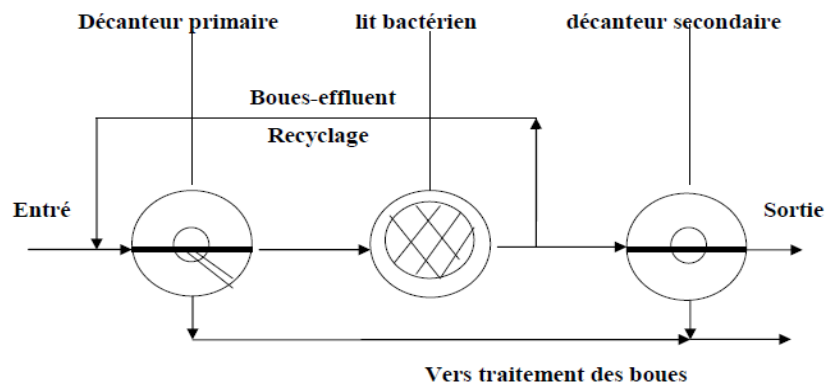 Décanteur primaire lit bactérien décanteur secondaire
Boues-effluent
Recyclage
Entré Sortie
Vers traitement des boues